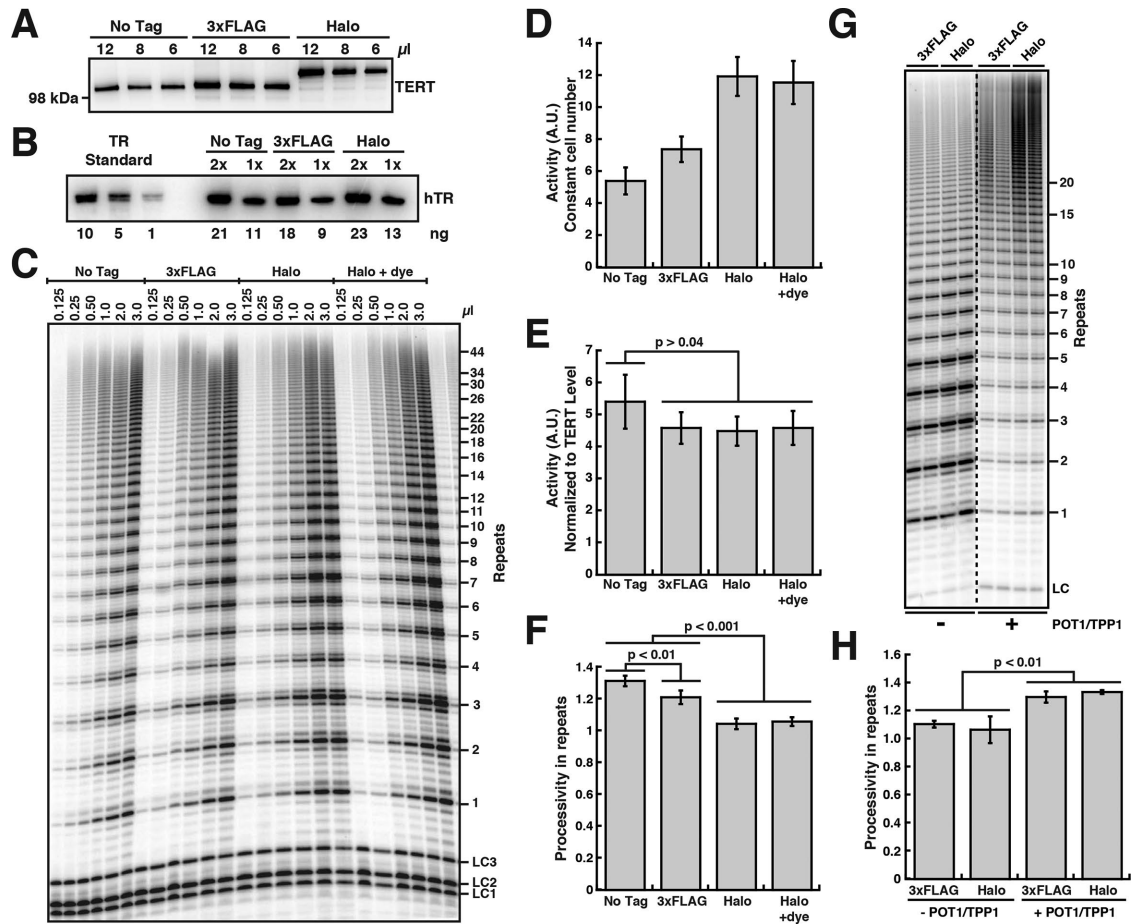 A
No Tag 3xFLAG Halo
12 8 6 12 8 6 12 8 6 µl
TERT
98 kDa
B
TR Standard
No Tag 3xFLAG Halo
2x 1x 2x 1x 2x 1x
hTR
10 5 1 21 11 18 9 23 13 ng
C
No Tag 3xFLAG Halo Halo + dye
0.125 0.25 0.50 1.0 2.0 3.0 0.125 0.25 0.50 1.0 2.0 3.0 0.125 0.25 0.50 1.0 2.0 3.0 0.125 0.25 0.50 1.0 2.0 3.0 µl
44
34
30
26
22
20
18
16
14
12
11
10
9
8
7
6
5
4
3
2
1
LC3
LC2
LC1
Repeats
D
Activity (A.U.)
Constant cell number
14
12
10
8
6
4
2
0
No Tag 3xFLAG Halo Halo +dye
E
Activity (A.U.)
Normalized to TERT Level
7
6
5
4
3
2
1
0
p > 0.04
No Tag 3xFLAG Halo Halo +dye
F
Processivity in repeats
1.4
1.2
1
0.8
0.6
0.4
0.2
0
p < 0.001
p < 0.01
No Tag 3xFLAG Halo Halo +dye
G
3xFLAG Halo 3xFLAG Halo
20
15
10
9
8
7
6
5
4
3
2
1
LC
Repeats
- + POT1/TPP1
H
Processivity in repeats
1.6
1.4
1.2
1.0
0.8
0.6
0.4
0.2
0
p < 0.01
3xFLAG Halo 3xFLAG Halo
- POT1/TPP1 + POT1/TPP1